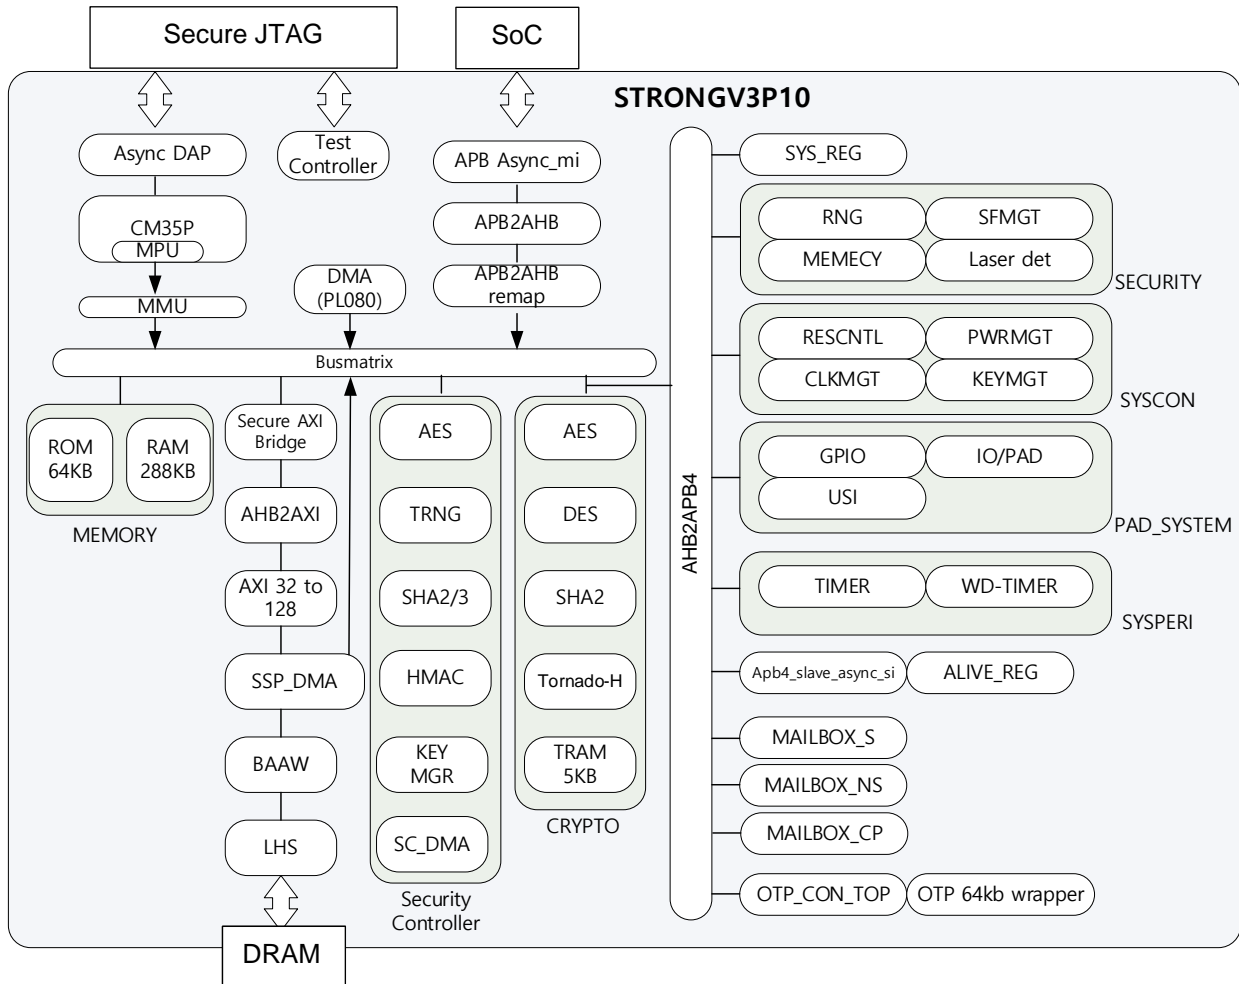 Secure JTAG
SoC
STRONGV3P10
Async DAP
Test
Controller
APB Async_mi
CM35P
MPU
APB2AHB
MMU
DMA
(PL080)
APB2AHB
remap
Busmatrix
ROM
64KB
RAM
288KB
MEMORY
Secure AXI
Bridge
AHB2AXI
AXI 32 to
128
SSP_DMA
BAAW
LHS
DRAM
AES
TRNG
SHA2/3
HMAC
KEY
MGR
SC_DMA
Security
Controller
AES
DES
SHA2
Tornado-H
TRAM
5KB
CRYPTO
AHB2APB4
SYS_REG
RNG
SFMGT
MEMECY
Laser det
SECURITY
RESCNTL
PWRMGT
CLKMGT
KEYMGT
SYSCON
GPIO
IO/PAD
USI
PAD_SYSTEM
TIMER
WD-TIMER
SYSPERI
Apb4_slave_async_si
ALIVE_REG
MAILBOX_S
MAILBOX_NS
MAILBOX_CP
OTP_CON_TOP
OTP 64kb wrapper